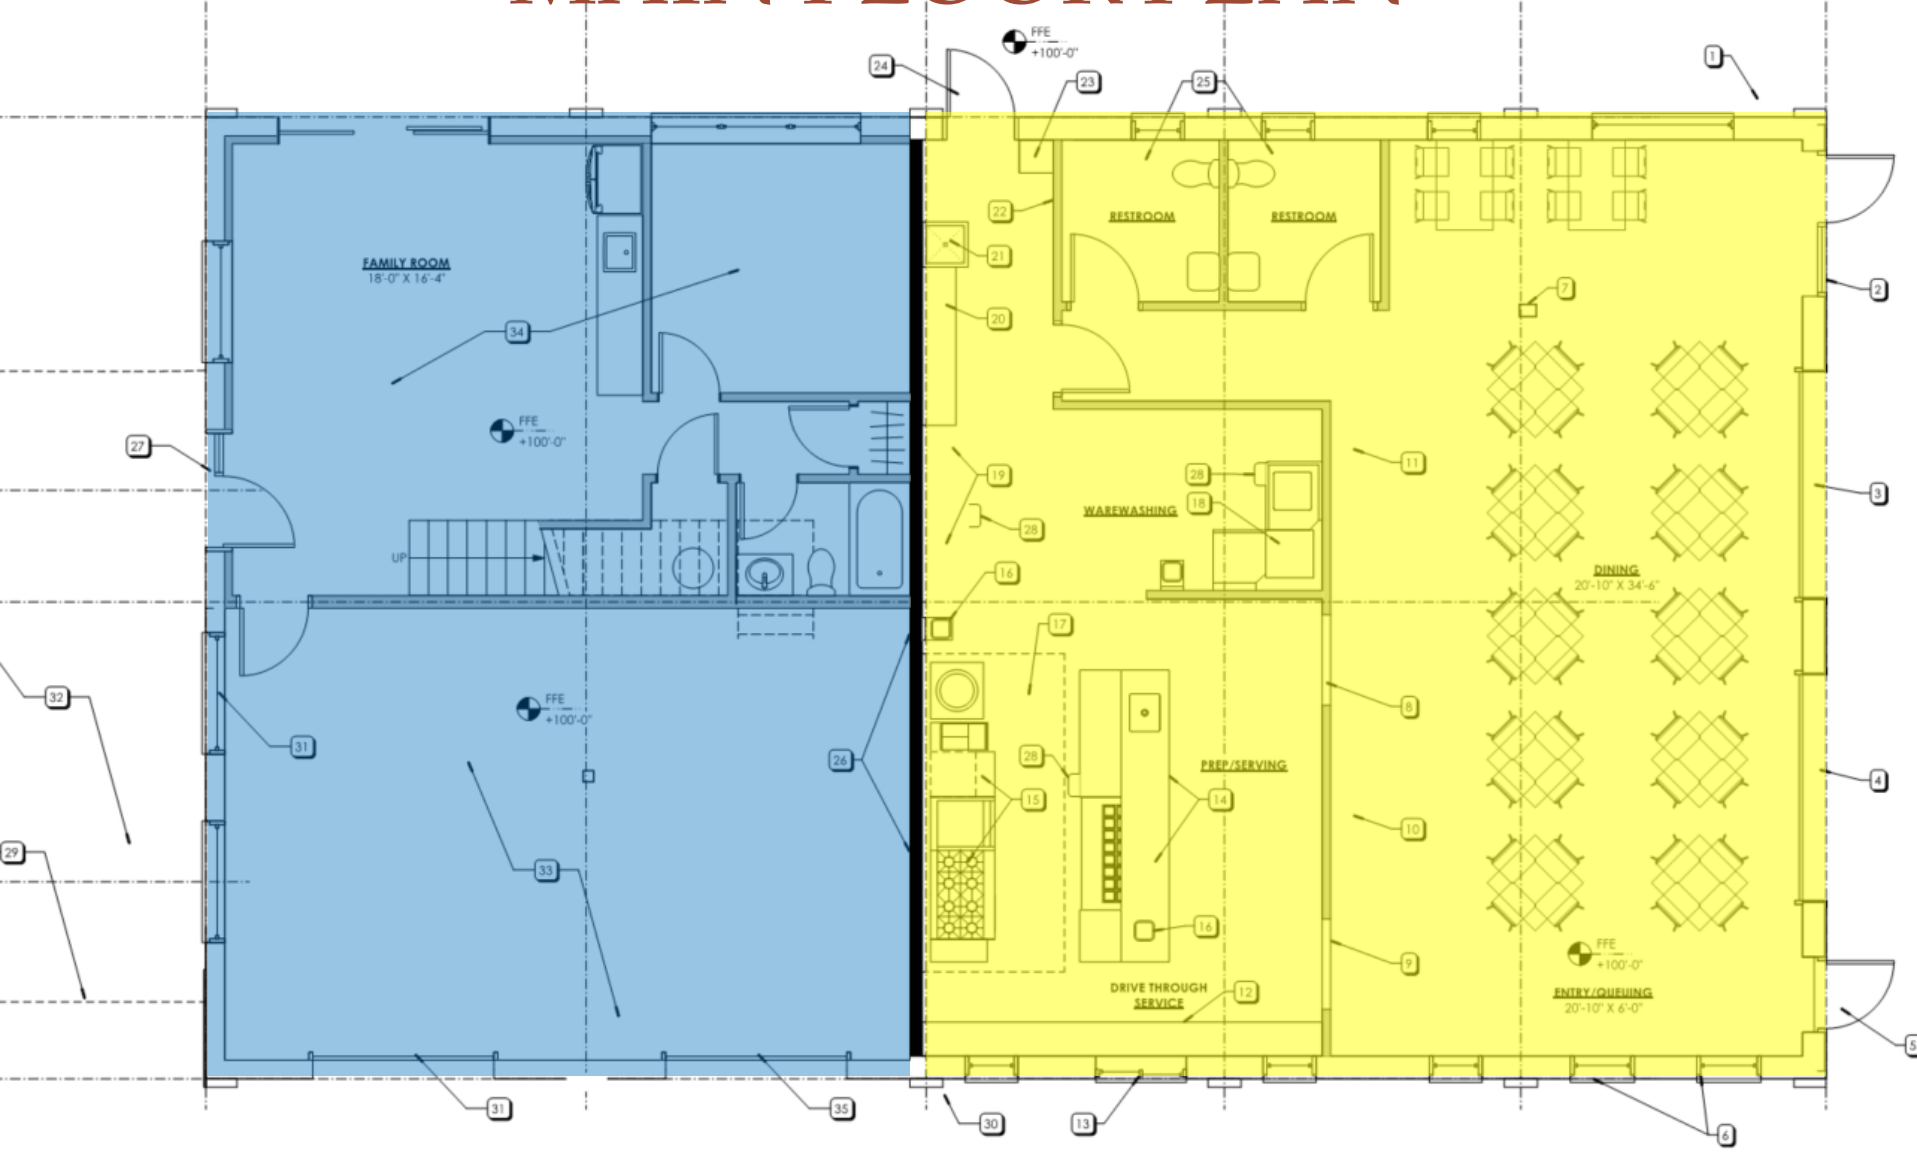 MAIN FLOOR PLAN
FFE
+100'-0"
24
23
25
1
22
RESTROOM
RESTROOM
FAMILY ROOM
18'-0" X 16'-4"
21
7
2
20
34
FFE
+100'-0"
27
19
28
11
18
WAREWASHING
3
28
UP
16
DINING
20'-10" X 34'-6"
17
32
FFE
+100'-0"
8
31
26
28
PREP/SERVING
4
15
14
10
29
33
16
FFE
+100'-0"
9
DRIVE THROUGH
SERVICE
12
ENTRY/QUEUING
20'-10" X 6'-0"
5
31
35
30
13
6